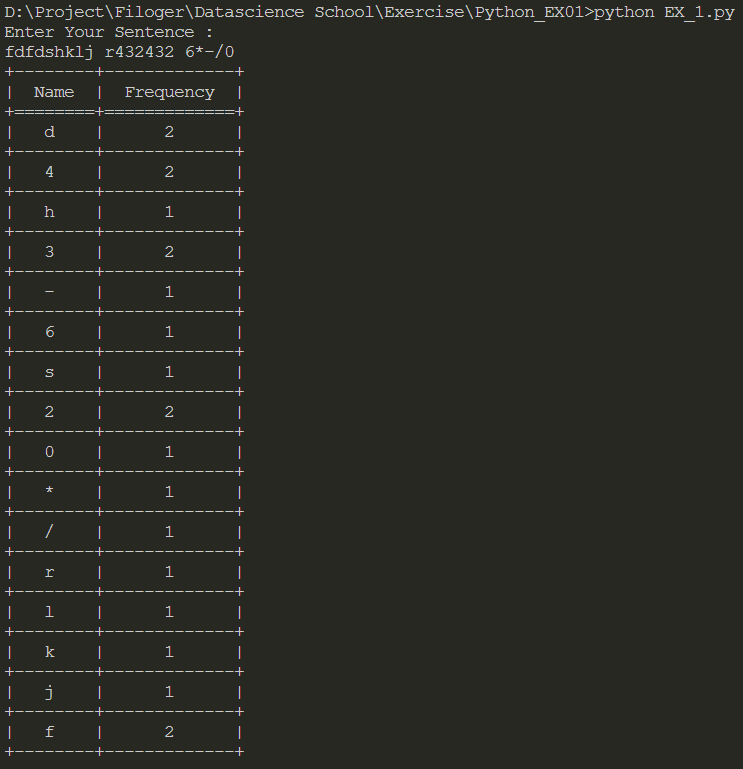 D:\Project\Filoger\Datascience School\Exercise\Python_EX01>python EX_1.py
Enter Your Sentence :
fdfdshklj r432432 6*-/0
+--------+-------------+
|  Name  |  Frequency  |
+========+=============+
|   d    |      2      |
+--------+-------------+
|   4    |      2      |
+--------+-------------+
|   h    |      1      |
+--------+-------------+
|   3    |      2      |
+--------+-------------+
|   -    |      1      |
+--------+-------------+
|   6    |      1      |
+--------+-------------+
|   s    |      1      |
+--------+-------------+
|   2    |      2      |
+--------+-------------+
|   0    |      1      |
+--------+-------------+
|   *    |      1      |
+--------+-------------+
|   /    |      1      |
+--------+-------------+
|   r    |      1      |
+--------+-------------+
|   l    |      1      |
+--------+-------------+
|   k    |      1      |
+--------+-------------+
|   j    |      1      |
+--------+-------------+
|   f    |      2      |
+--------+-------------+